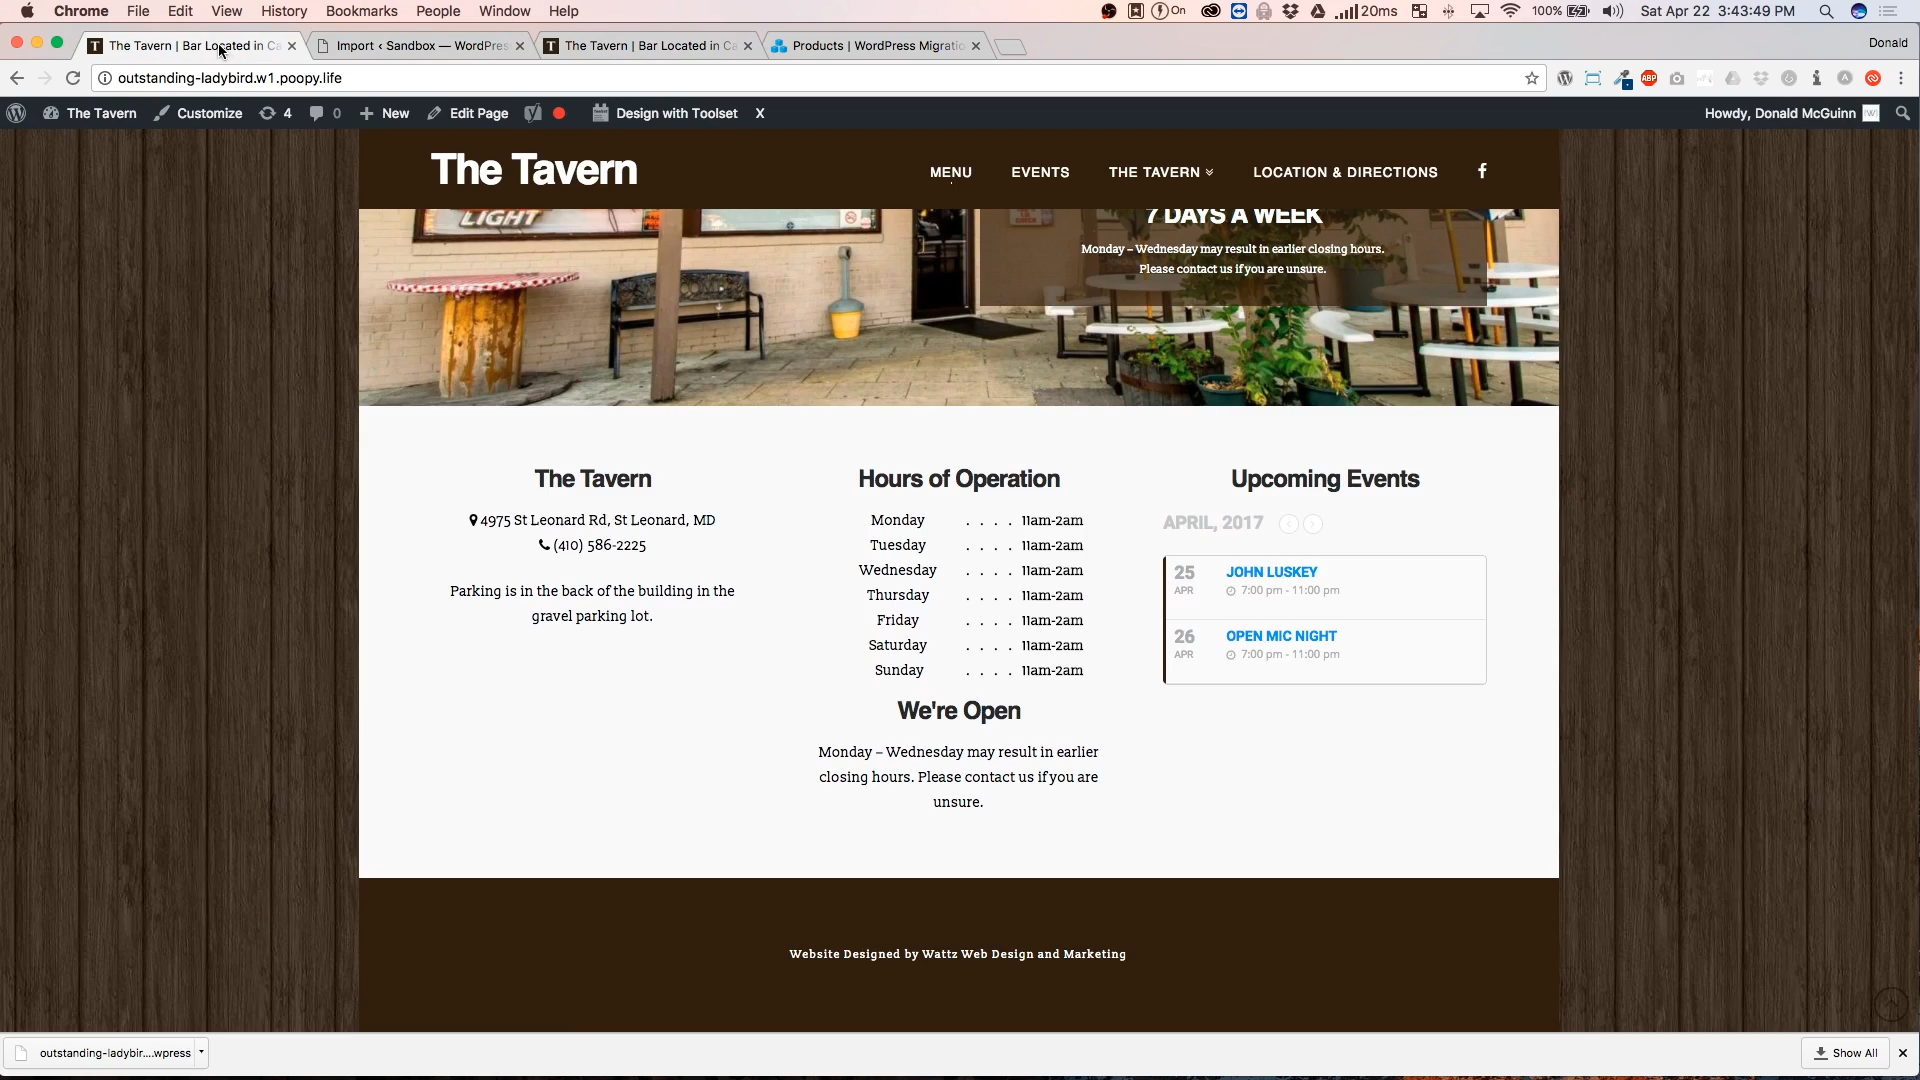 Chrome File Edit View History Bookmarks People Window Help On 20ms 100% Sat Apr 22 3:43:49 PM
The Tavern | Bar Located in Ca Import ‹ Sandbox — WordPres The Tavern | Bar Located in Ca Products | WordPress Migratio Donald
outstanding-ladybird.w1.poopy.life ABP
The Tavern Customize 4 0 New Edit Page Design with Toolset X Howdy, Donald McGuinn
The Tavern MENU EVENTS THE TAVERN LOCATION & DIRECTIONS
LIGHT
7 DAYS A WEEK
Monday – Wednesday may result in earlier closing hours.
Please contact us if you are unsure.
The Tavern
4975 St Leonard Rd, St Leonard, MD
(410) 586-2225
Parking is in the back of the building in the
gravel parking lot.
Hours of Operation
Monday . . . . 11am-2am
Tuesday . . . . 11am-2am
Wednesday . . . . 11am-2am
Thursday . . . . 11am-2am
Friday . . . . 11am-2am
Saturday . . . . 11am-2am
Sunday . . . . 11am-2am
We're Open
Monday – Wednesday may result in earlier
closing hours. Please contact us if you are
unsure.
Upcoming Events
APRIL, 2017
25 JOHN LUSKEY
APR 7:00 pm - 11:00 pm
26 OPEN MIC NIGHT
APR 7:00 pm - 11:00 pm
Website Designed by Wattz Web Design and Marketing
outstanding-ladybir....wpress Show All